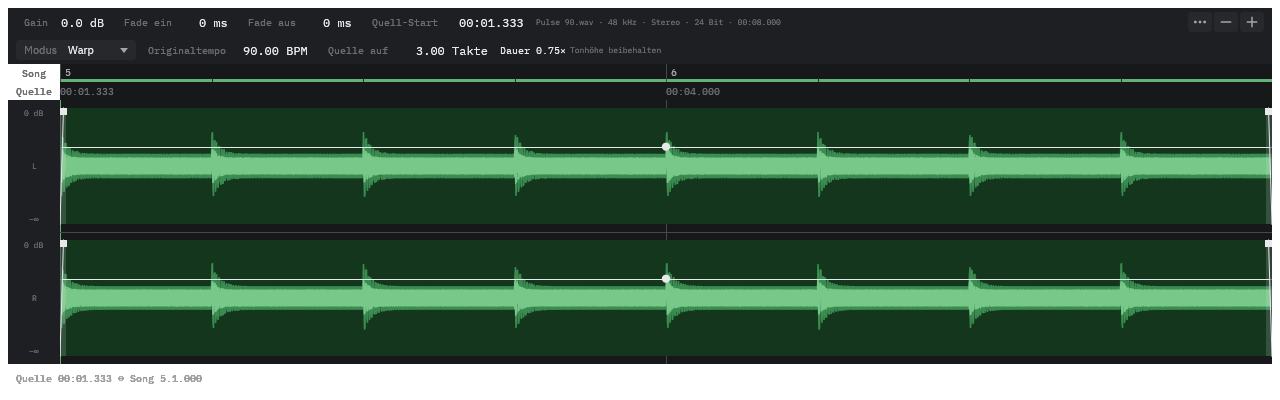 Gain 0.0 dB Fade ein 0 ms Fade aus 0 ms Quell-Start 00:01.333 Pulse 90.wav · 48 kHz · Stereo · 24 Bit · 00:08.000
Modus Warp Originaltempo 90.00 BPM Quelle auf 3.00 Takte Dauer 0.75× Tonhöhe beibehalten
Song 5 6
Quelle 00:01.333 00:04.000
0 dB
L
-∞
0 dB
R
-∞
Quelle 00:01.333 ⊖ Song 5.1.000